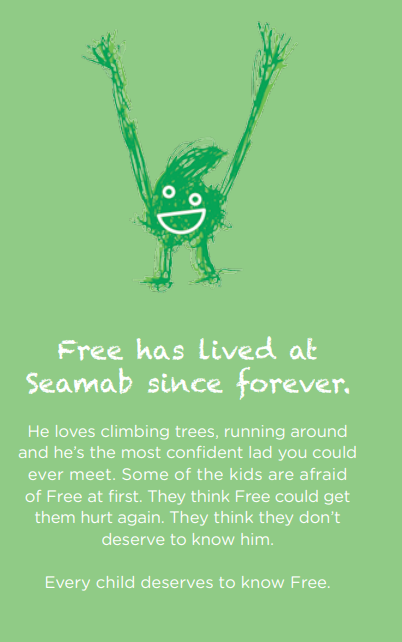 Free has lived at
Seamab since forever.
He loves climbing trees, running around
and he's the most confident lad you could
ever meet. Some of the kids are afraid
of Free at first. They think Free could get
them hurt again. They think they don't
deserve to know him.
Every child deserves to know Free.